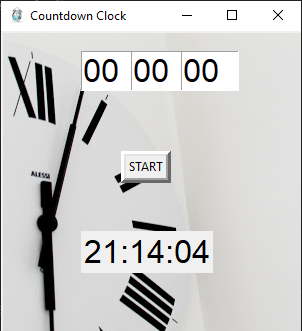 Countdown Clock
00 00 00
ALESSI
START
21:14:04